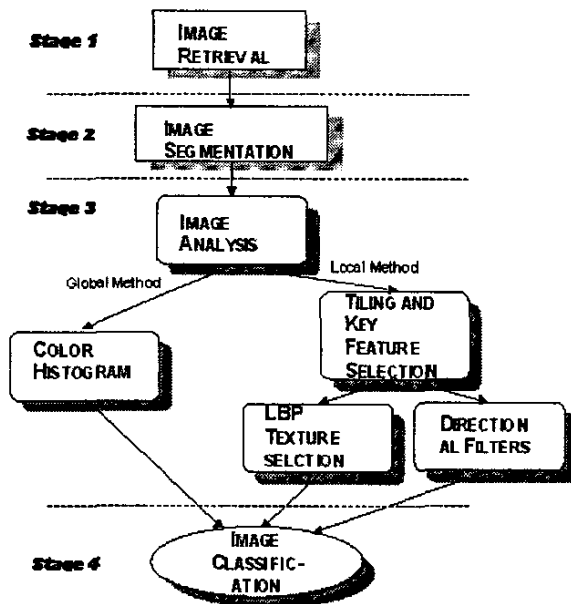 Stage 1
IMAGE
RETRIEVAL
Stage 2
IMAGE
SEGMENTATION
Stage 3
IMAGE
ANALYSIS
Global Method
Local Method
COLOR
HISTOGRAM
TILING AND
KEY
FEATURE
SELECTION
LBP
TEXTURE
SELCTION
DIRECTION
AL FILTERS
Stage 4
IMAGE
CLASSIFIC-
ATION